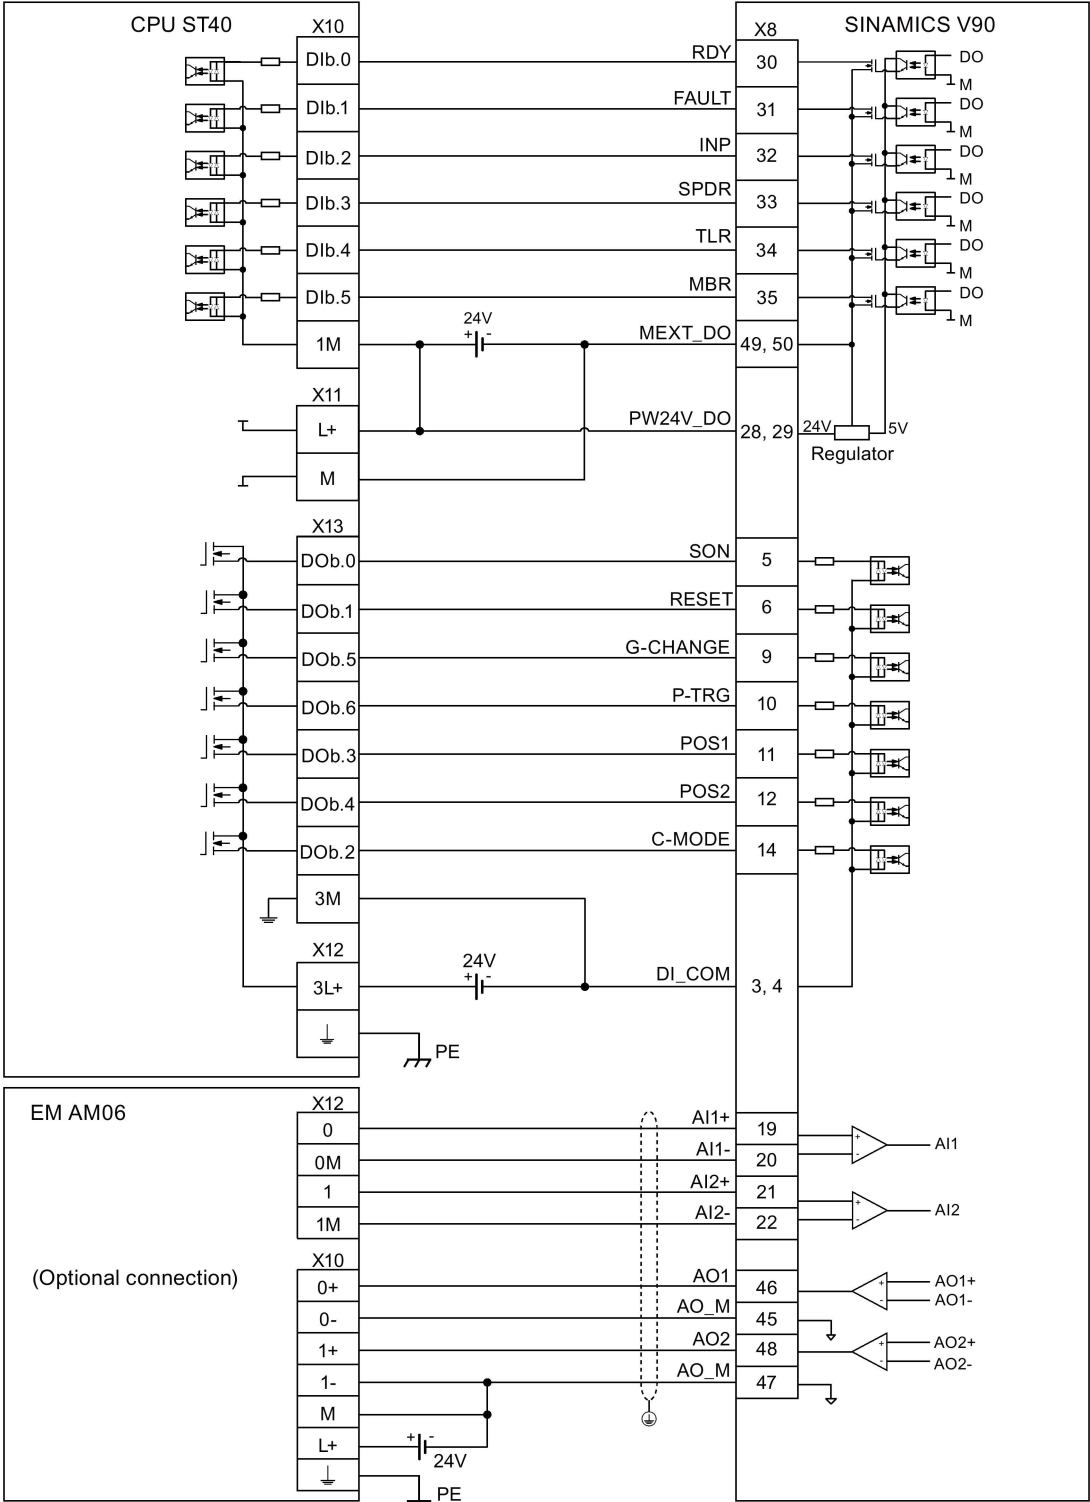 CPU ST40
X10
X8
SINAMICS V90
DIb.0
RDY
30
DO
M
DIb.1
FAULT
31
DO
M
DIb.2
INP
32
DO
M
DIb.3
SPDR
33
DO
M
DIb.4
TLR
34
DO
M
DIb.5
MBR
35
DO
M
1M
24V
+ -
MEXT_DO
49, 50
X11
L+
PW24V_DO
28, 29
24V
5V
Regulator
M
X13
DOb.0
SON
5
DOb.1
RESET
6
DOb.5
G-CHANGE
9
DOb.6
P-TRG
10
DOb.3
POS1
11
DOb.4
POS2
12
DOb.2
C-MODE
14
3M
X12
3L+
24V
+ -
DI_COM
3, 4
PE
EM AM06
(Optional connection)
X12
0
AI1+
19
+
-
AI1
0M
AI1-
20
1
AI2+
21
+
-
AI2
1M
AI2-
22
X10
0+
AO1
46
+
-
AO1+
AO1-
0-
AO_M
45
1+
AO2
48
+
-
AO2+
AO2-
1-
AO_M
47
M
L+
+ -
24V
PE